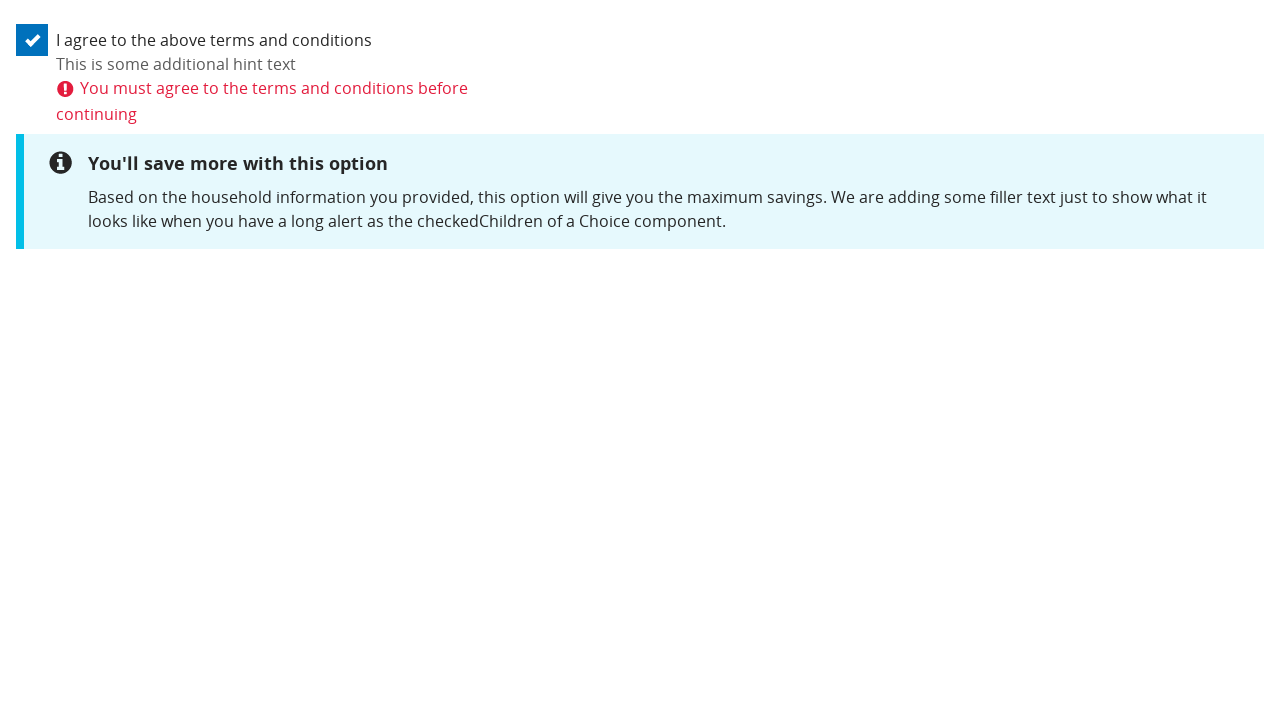 I agree to the above terms and conditions
This is some additional hint text
You must agree to the terms and conditions before
continuing
You'll save more with this option
Based on the household information you provided, this option will give you the maximum savings. We are adding some filler text just to show what it
looks like when you have a long alert as the checkedChildren of a Choice component.